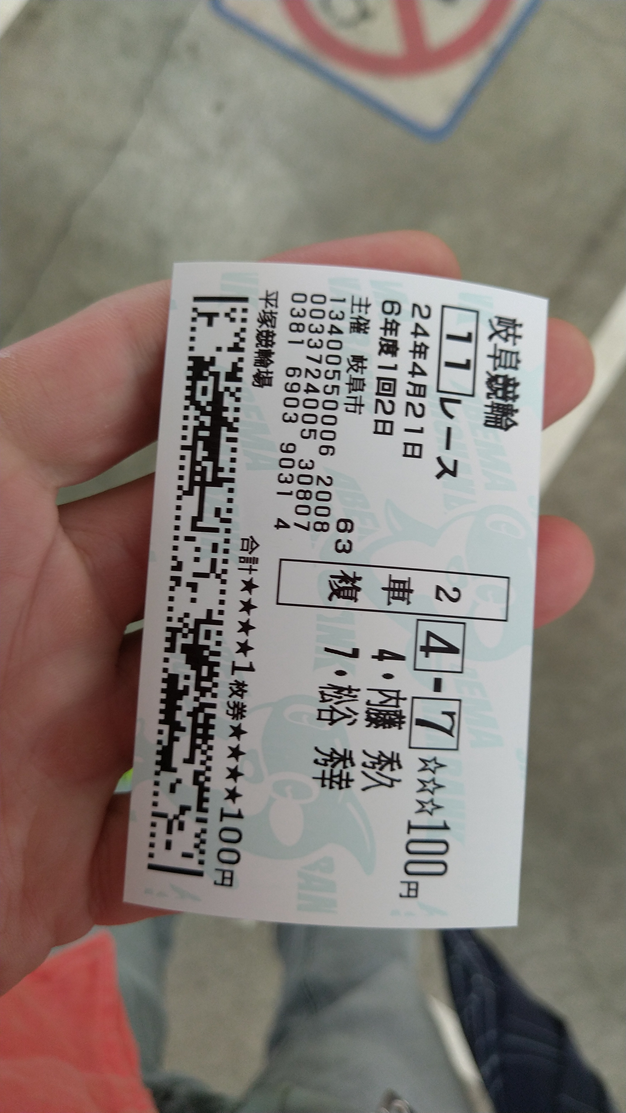 岐阜競輪
11レース
24年4月21日
6年度1回2日
主催 岐阜市
13400550006 2008 63
00337240005 30807
0381 6903 9031 4
平塚競輪場
2車複
4-7 ☆☆☆100円
4・内藤 秀久
7・松谷 秀幸
合計★★★★1枚券★★★★100円